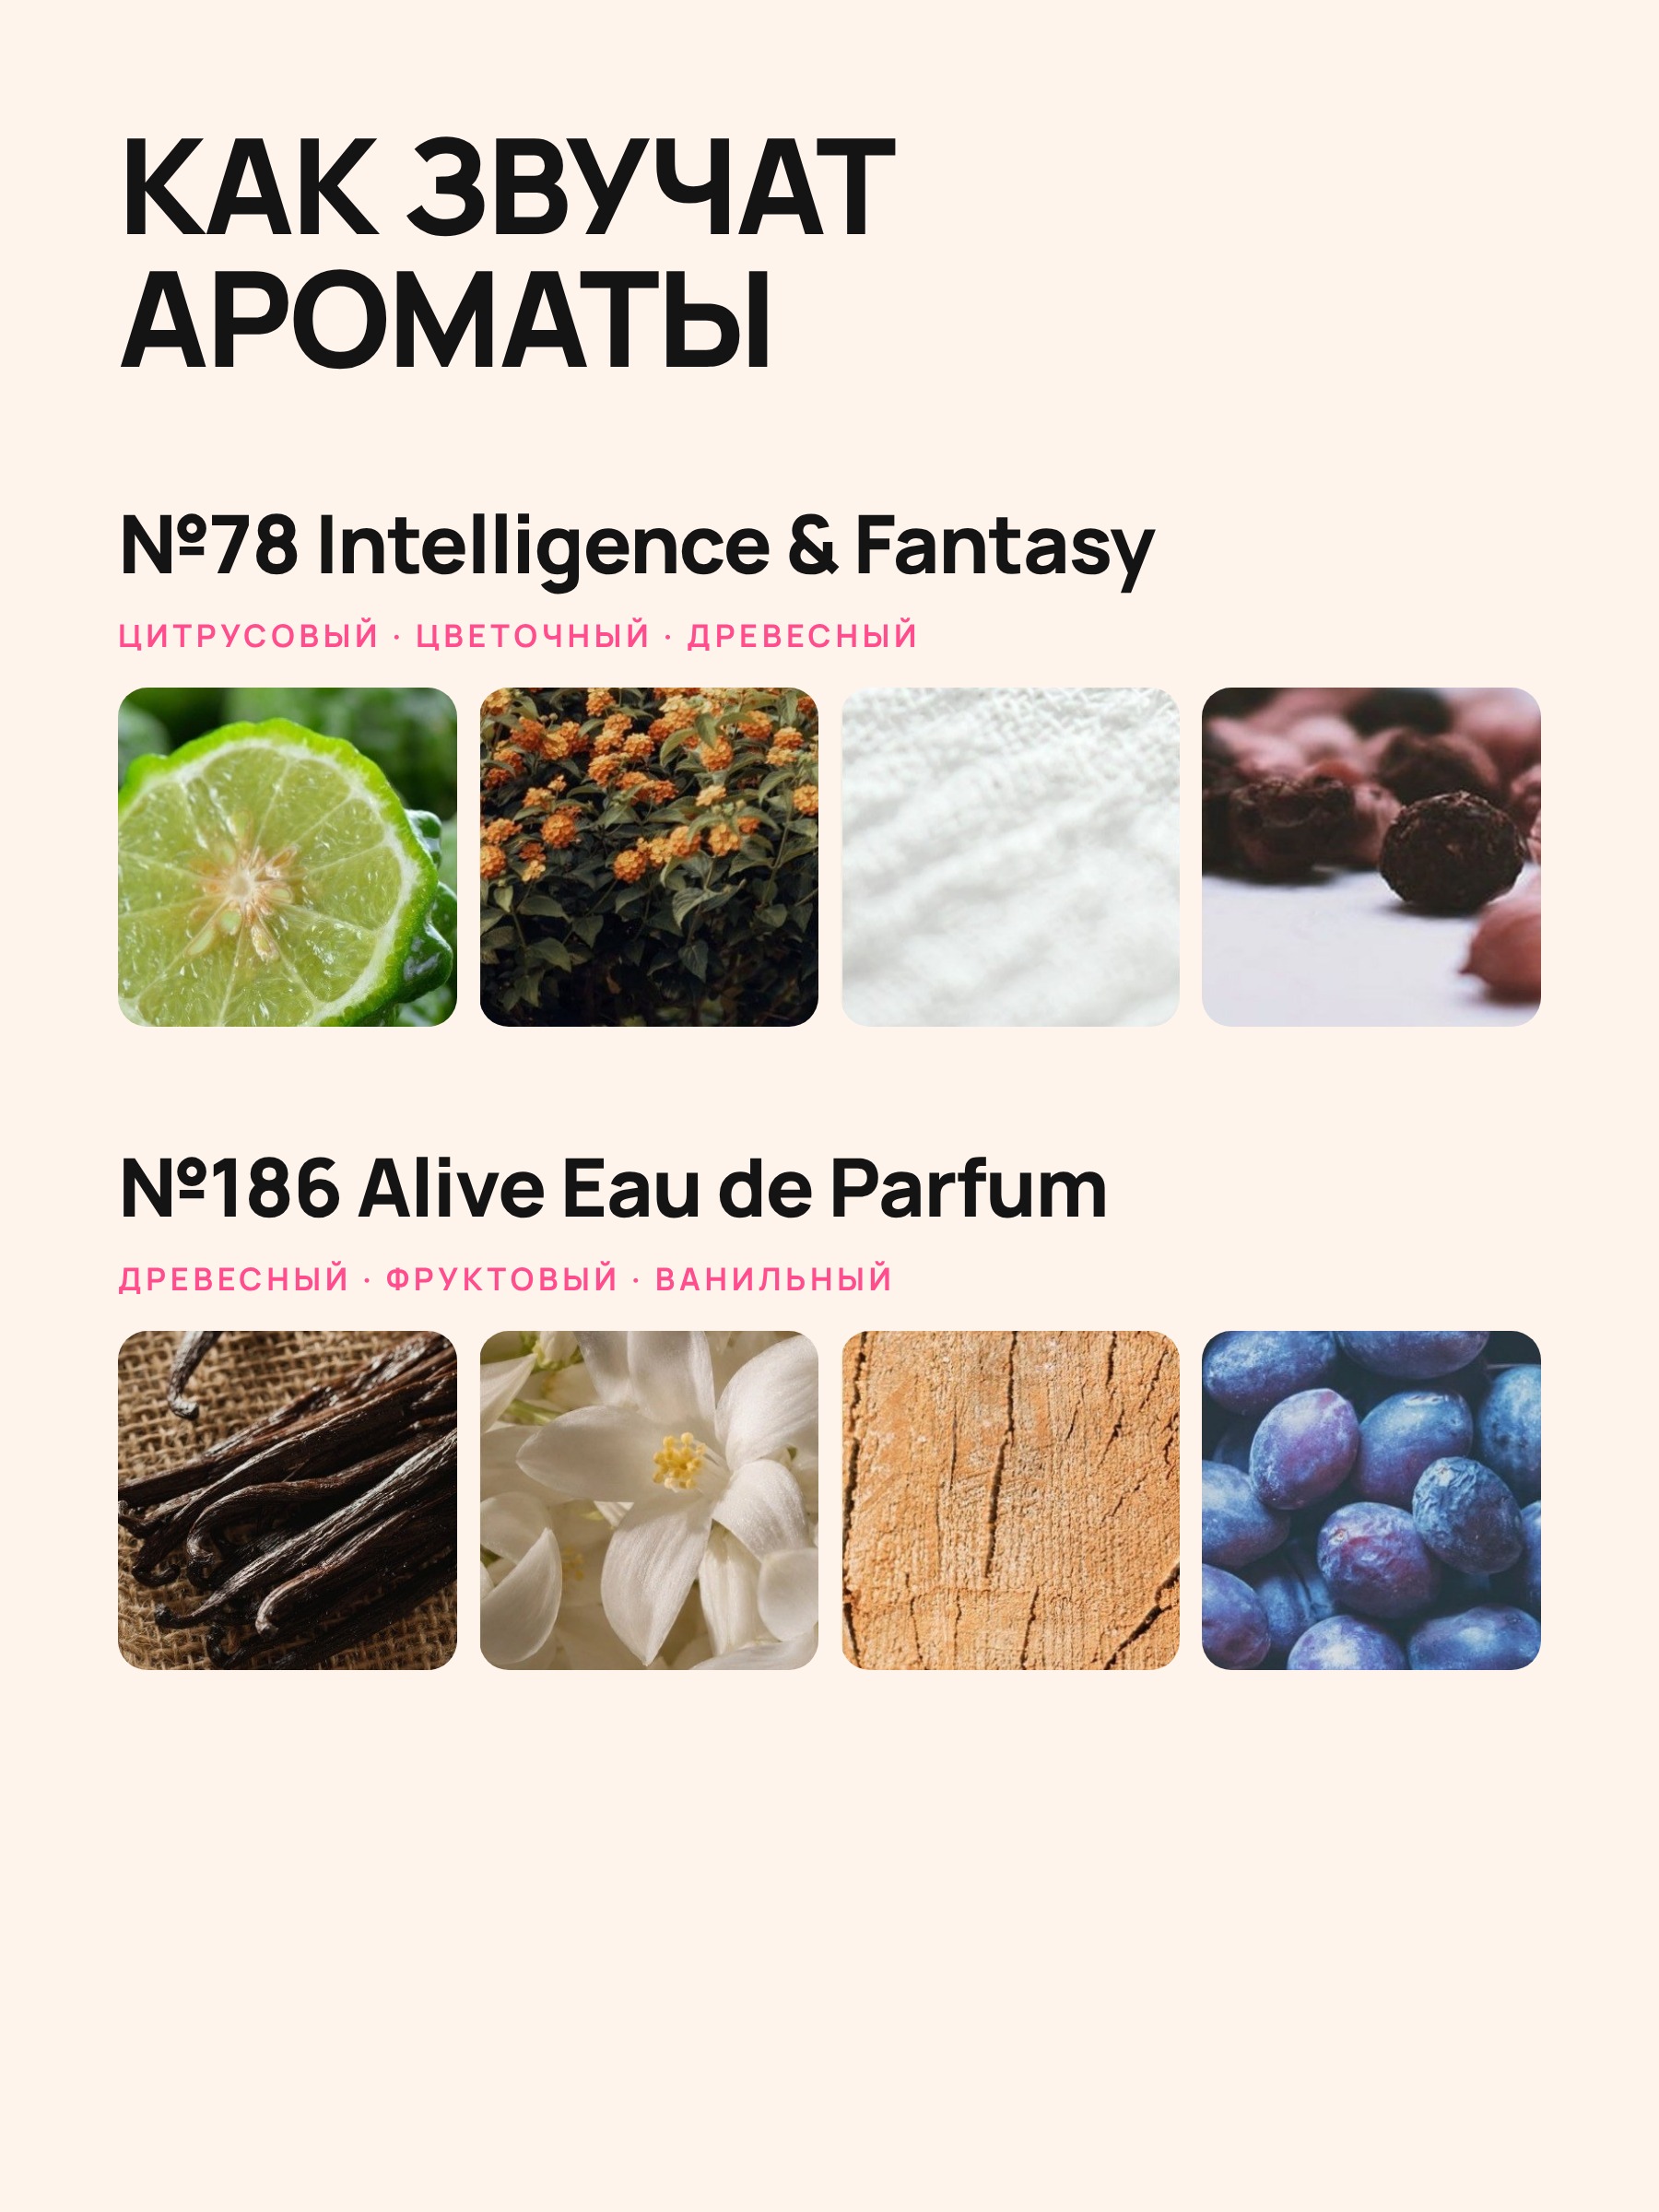 КАК ЗВУЧАТ
АРОМАТЫ
№78 Intelligence & Fantasy
ЦИТРУСОВЫЙ · ЦВЕТОЧНЫЙ · ДРЕВЕСНЫЙ
№186 Alive Eau de Parfum
ДРЕВЕСНЫЙ · ФРУКТОВЫЙ · ВАНИЛЬНЫЙ